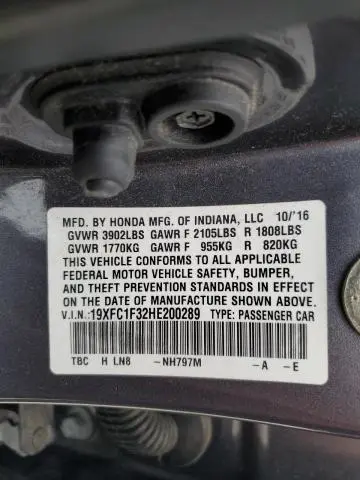 MFD. BY HONDA MFG. OF INDIANA, LLC 10/'16
GVWR 3902LBS GAWR F 2105LBS R 1808LBS
GVWR 1770KG GAWR F 955KG R 820KG
THIS VEHICLE CONFORMS TO ALL APPLICABLE
FEDERAL MOTOR VEHICLE SAFETY, BUMPER,
AND THEFT PREVENTION STANDARDS IN EFFECT
ON THE DATE OF MANUFACTURE SHOWN ABOVE.
V.I.N.:19XFC1F32HE200289 TYPE: PASSENGER CAR
TBC H LN8 -NH797M -A -E